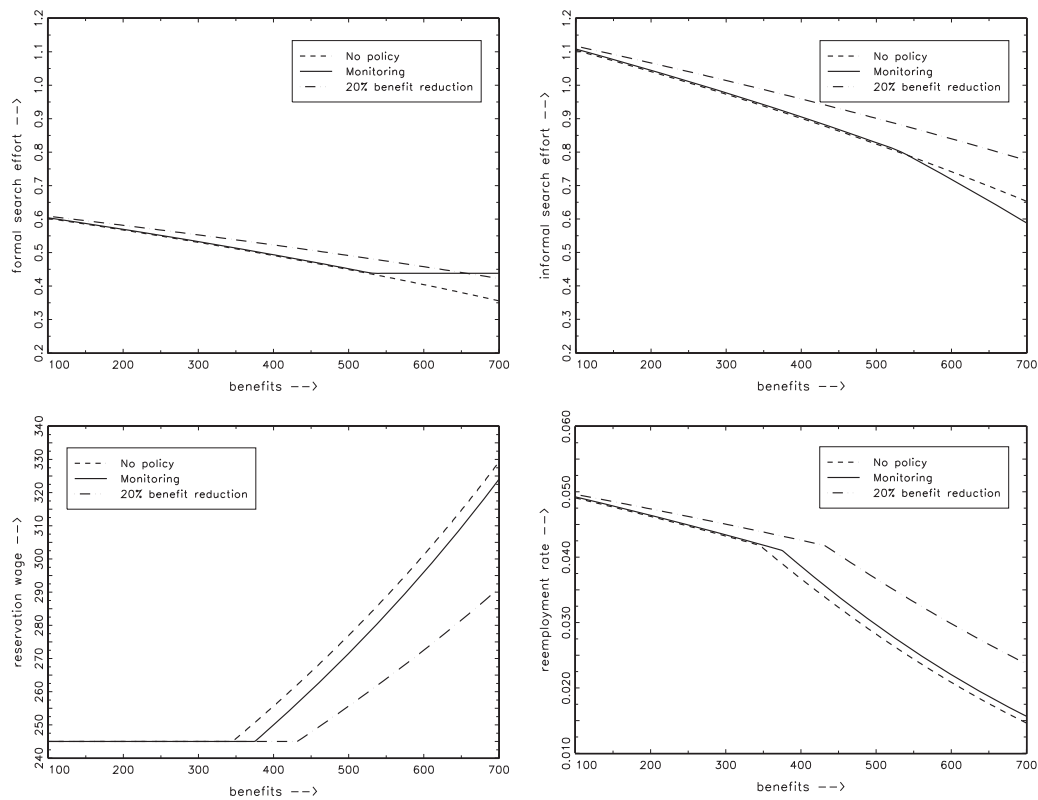 formal search effort -->
0.2 0.3 0.4 0.5 0.6 0.7 0.8 0.9 1.0 1.1 1.2
No policy
Monitoring
20% benefit reduction
100 200 300 400 500 600 700
benefits -->
informal search effort -->
0.2 0.3 0.4 0.5 0.6 0.7 0.8 0.9 1.0 1.1 1.2
No policy
Monitoring
20% benefit reduction
100 200 300 400 500 600 700
benefits -->
reservation wage -->
240 250 260 270 280 290 300 310 320 330 340
No policy
Monitoring
20% benefit reduction
100 200 300 400 500 600 700
benefits -->
reemployment rate -->
0.010 0.020 0.030 0.040 0.050 0.060
No policy
Monitoring
20% benefit reduction
100 200 300 400 500 600 700
benefits -->